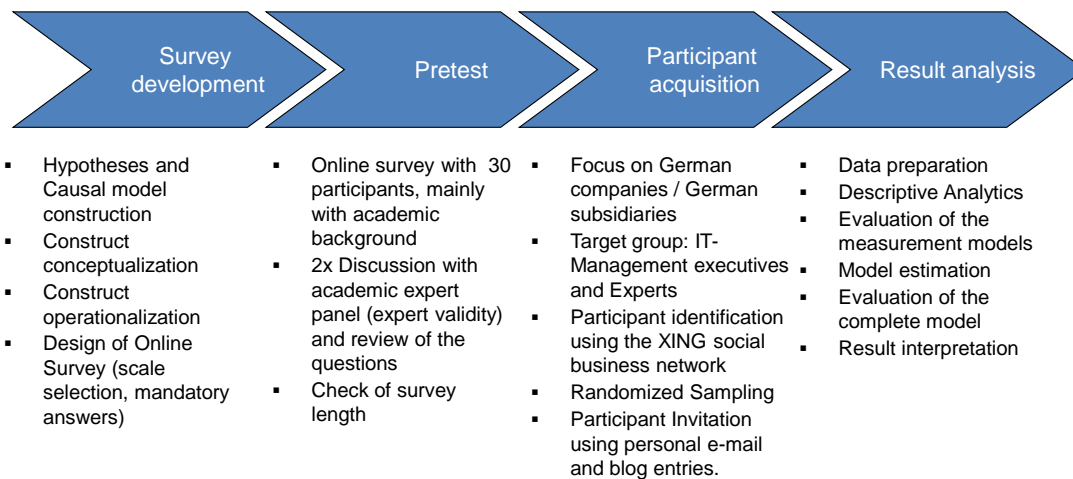 Survey
development
Pretest
Participant
acquisition
Result analysis
▪ Hypotheses and
Causal model
construction
▪ Construct
conceptualization
▪ Construct
operationalization
▪ Design of Online
Survey (scale
selection, mandatory
answers)
▪ Online survey with 30
participants, mainly
with academic
background
▪ 2x Discussion with
academic expert
panel (expert validity)
and review of the
questions
▪ Check of survey
length
▪ Focus on German
companies / German
subsidiaries
▪ Target group: IT-
Management executives
and Experts
▪ Participant identification
using the XING social
business network
▪ Randomized Sampling
▪ Participant Invitation
using personal e-mail
and blog entries.
▪ Data preparation
▪ Descriptive Analytics
▪ Evaluation of the
measurement models
▪ Model estimation
▪ Evaluation of the
complete model
▪ Result interpretation